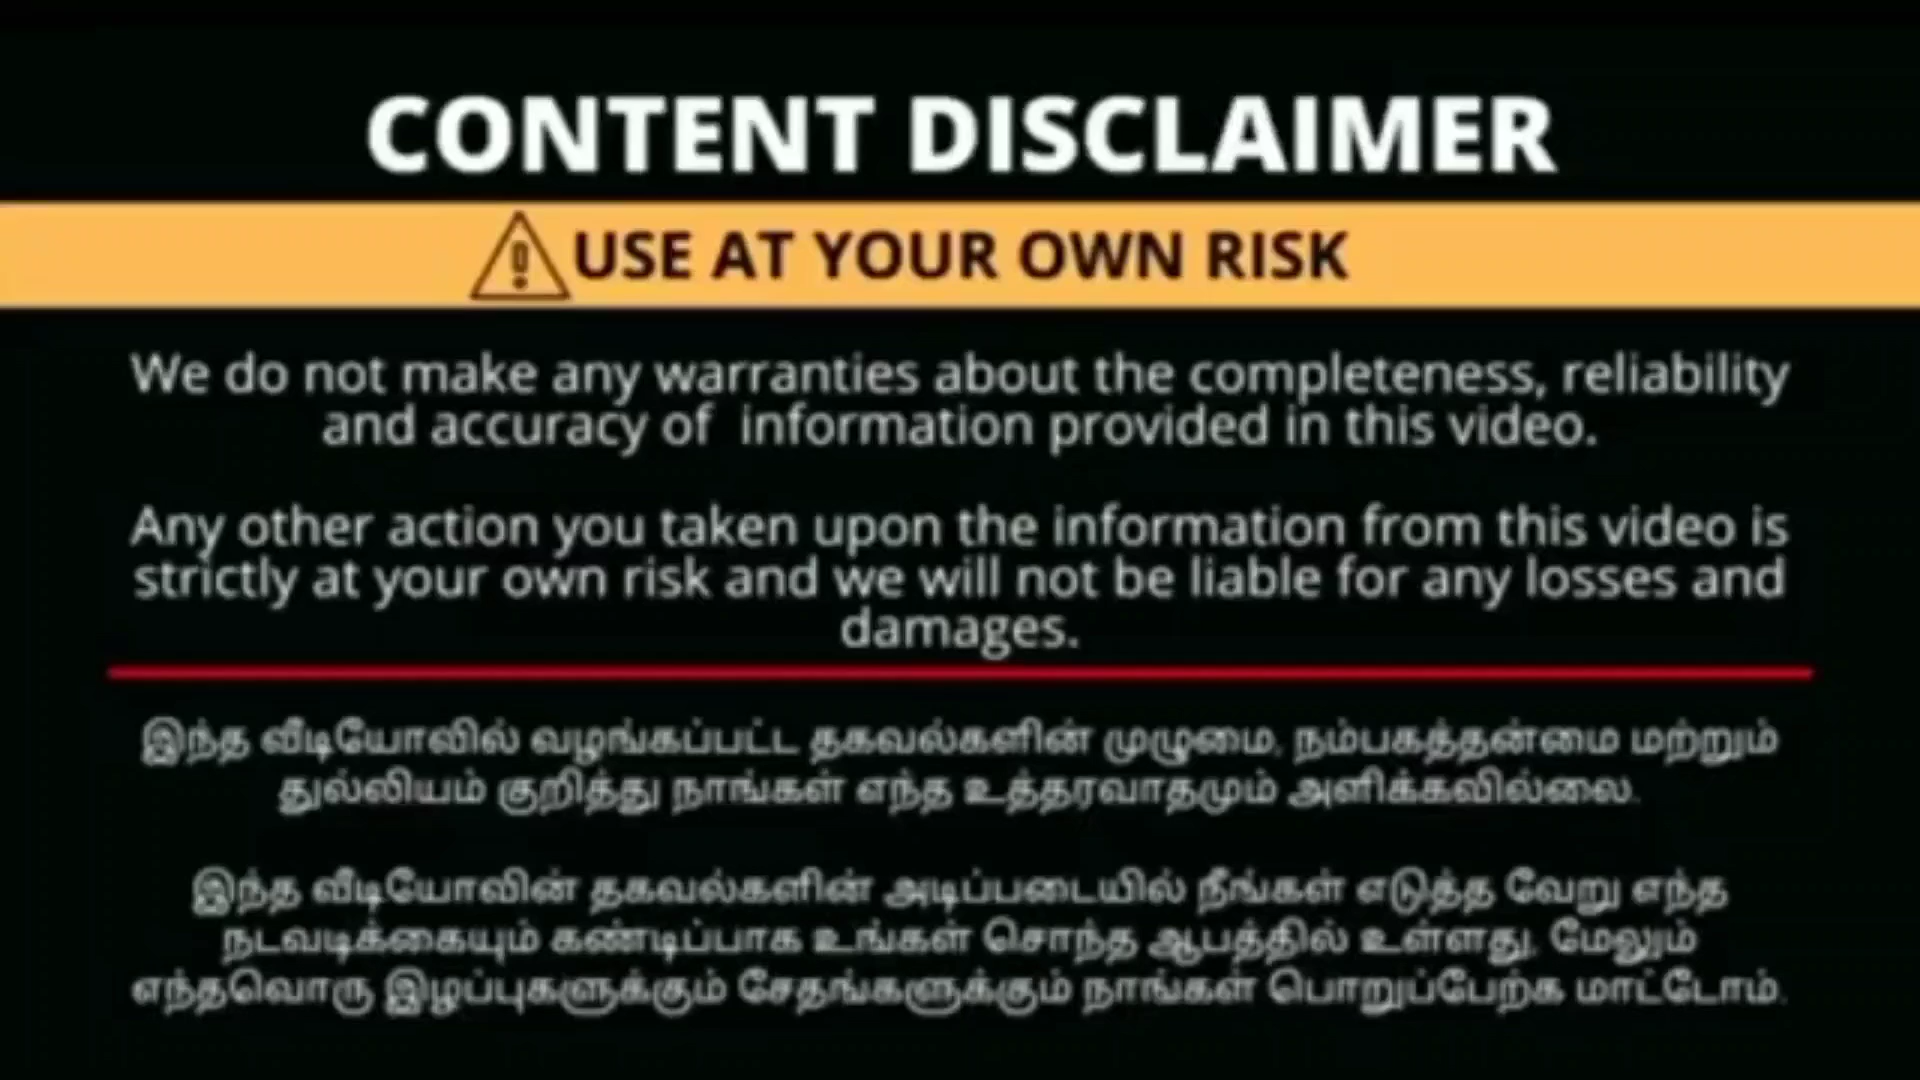 CONTENT DISCLAIMER
USE AT YOUR OWN RISK
We do not make any warranties about the completeness, reliability
and accuracy of information provided in this video.
Any other action you taken upon the information from this video is
strictly at your own risk and we will not be liable for any losses and
damages.
இந்த வீடியோவில் வழங்கப்பட்ட தகவல்களின் முழுமை, நம்பகத்தன்மை மற்றும்
துல்லியம் குறித்து நாங்கள் எந்த உத்தரவாதமும் அளிக்கவில்லை.
இந்த வீடியோவின் தகவல்களின் அடிப்படையில் நீங்கள் எடுத்த வேறு எந்த
நடவடிக்கையும் கண்டிப்பாக உங்கள் சொந்த ஆபத்தில் உள்ளது, மேலும்
எந்தவொரு இழப்புகளுக்கும் சேதங்களுக்கும் நாங்கள் பொறுப்பேற்க மாட்டோம்.